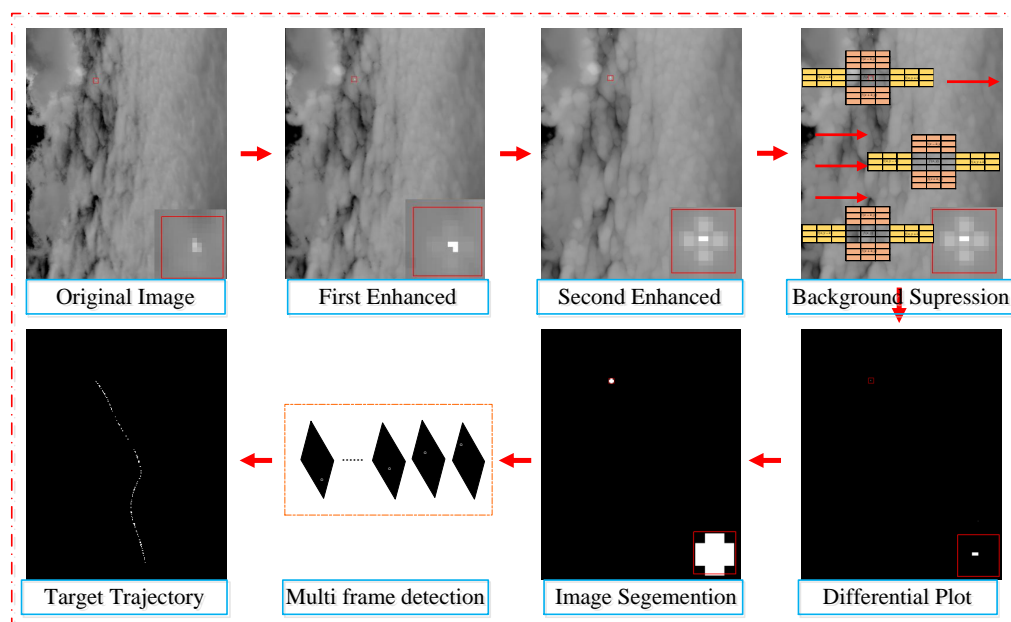 Original Image
First Enhanced
Second Enhanced
Background Supression
Target Trajectory
Multi frame detection
Image Segemention
Differential Plot